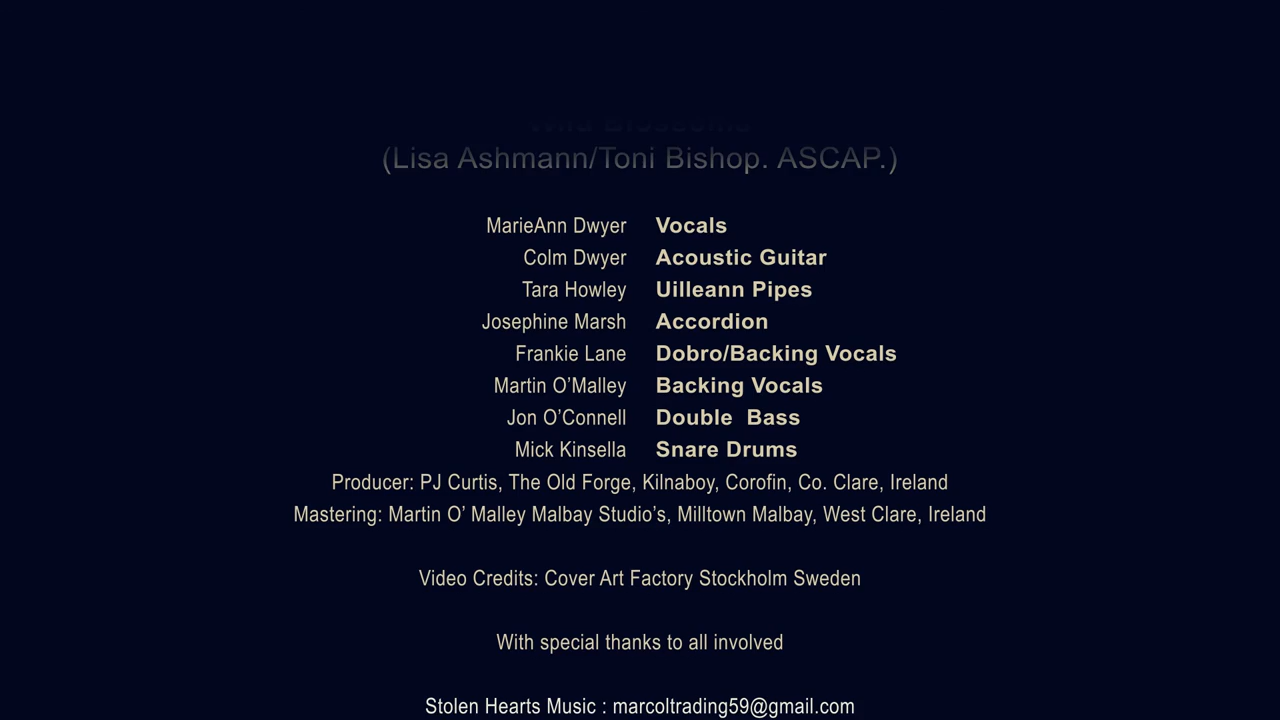 (Lisa Ashmann/Toni Bishop. ASCAP.)
MarieAnn Dwyer Vocals
Colm Dwyer Acoustic Guitar
Tara Howley Uilleann Pipes
Josephine Marsh Accordion
Frankie Lane Dobro/Backing Vocals
Martin O’Malley Backing Vocals
Jon O’Connell Double Bass
Mick Kinsella Snare Drums
Producer: PJ Curtis, The Old Forge, Kilnaboy, Corofin, Co. Clare, Ireland
Mastering: Martin O’ Malley Malbay Studio’s, Milltown Malbay, West Clare, Ireland
Video Credits: Cover Art Factory Stockholm Sweden
With special thanks to all involved
Stolen Hearts Music : marcoltrading59@gmail.com